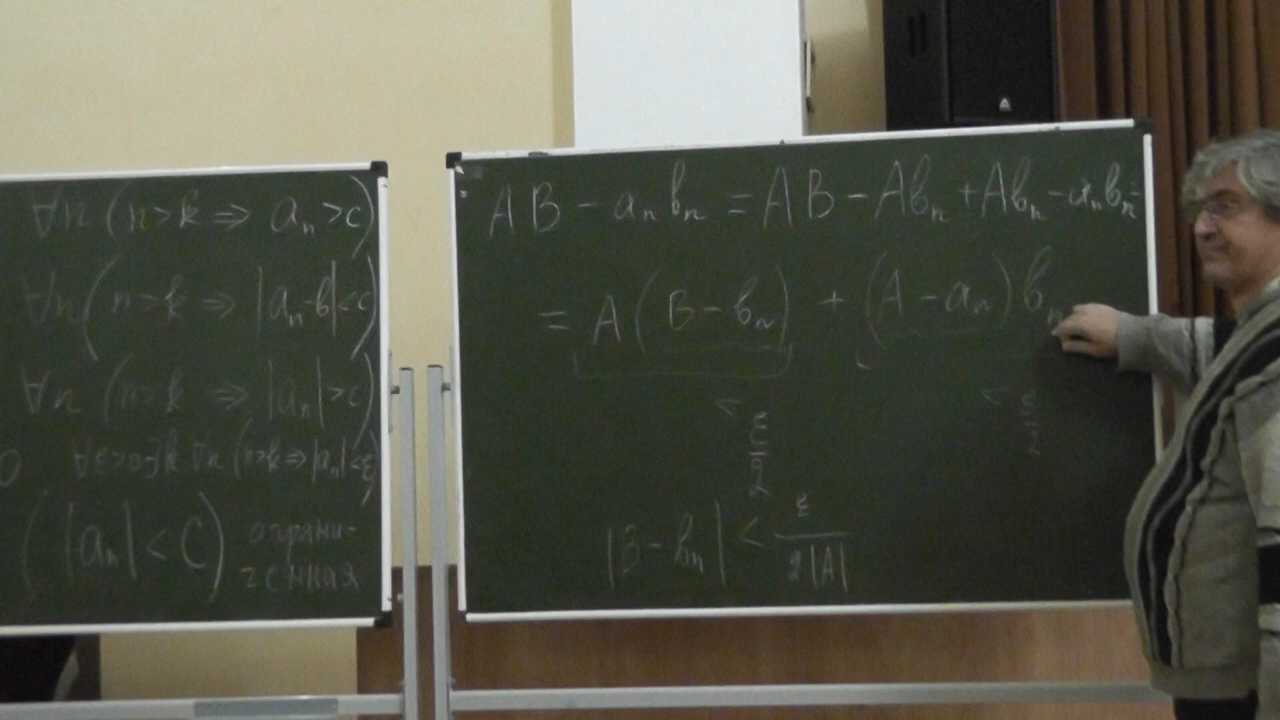 ∀n (n>k ⇒ aₙ >c)
∀n (n>k ⇒ |aₙ-b|<c)
∀n (n>k ⇒ |aₙ|>c)
0 ∀ε>0 ∃k ∀n (n>k ⇒ |aₙ|<ε)
( |aₙ| < C ) ограни-
ченная
AB - aₙbₙ = AB - Abₙ + Abₙ - aₙbₙ =
= A(B - bₙ) + (A - aₙ)bₙ
< ε/2 < ε/2
|B - bₙ| < ε/2|A|